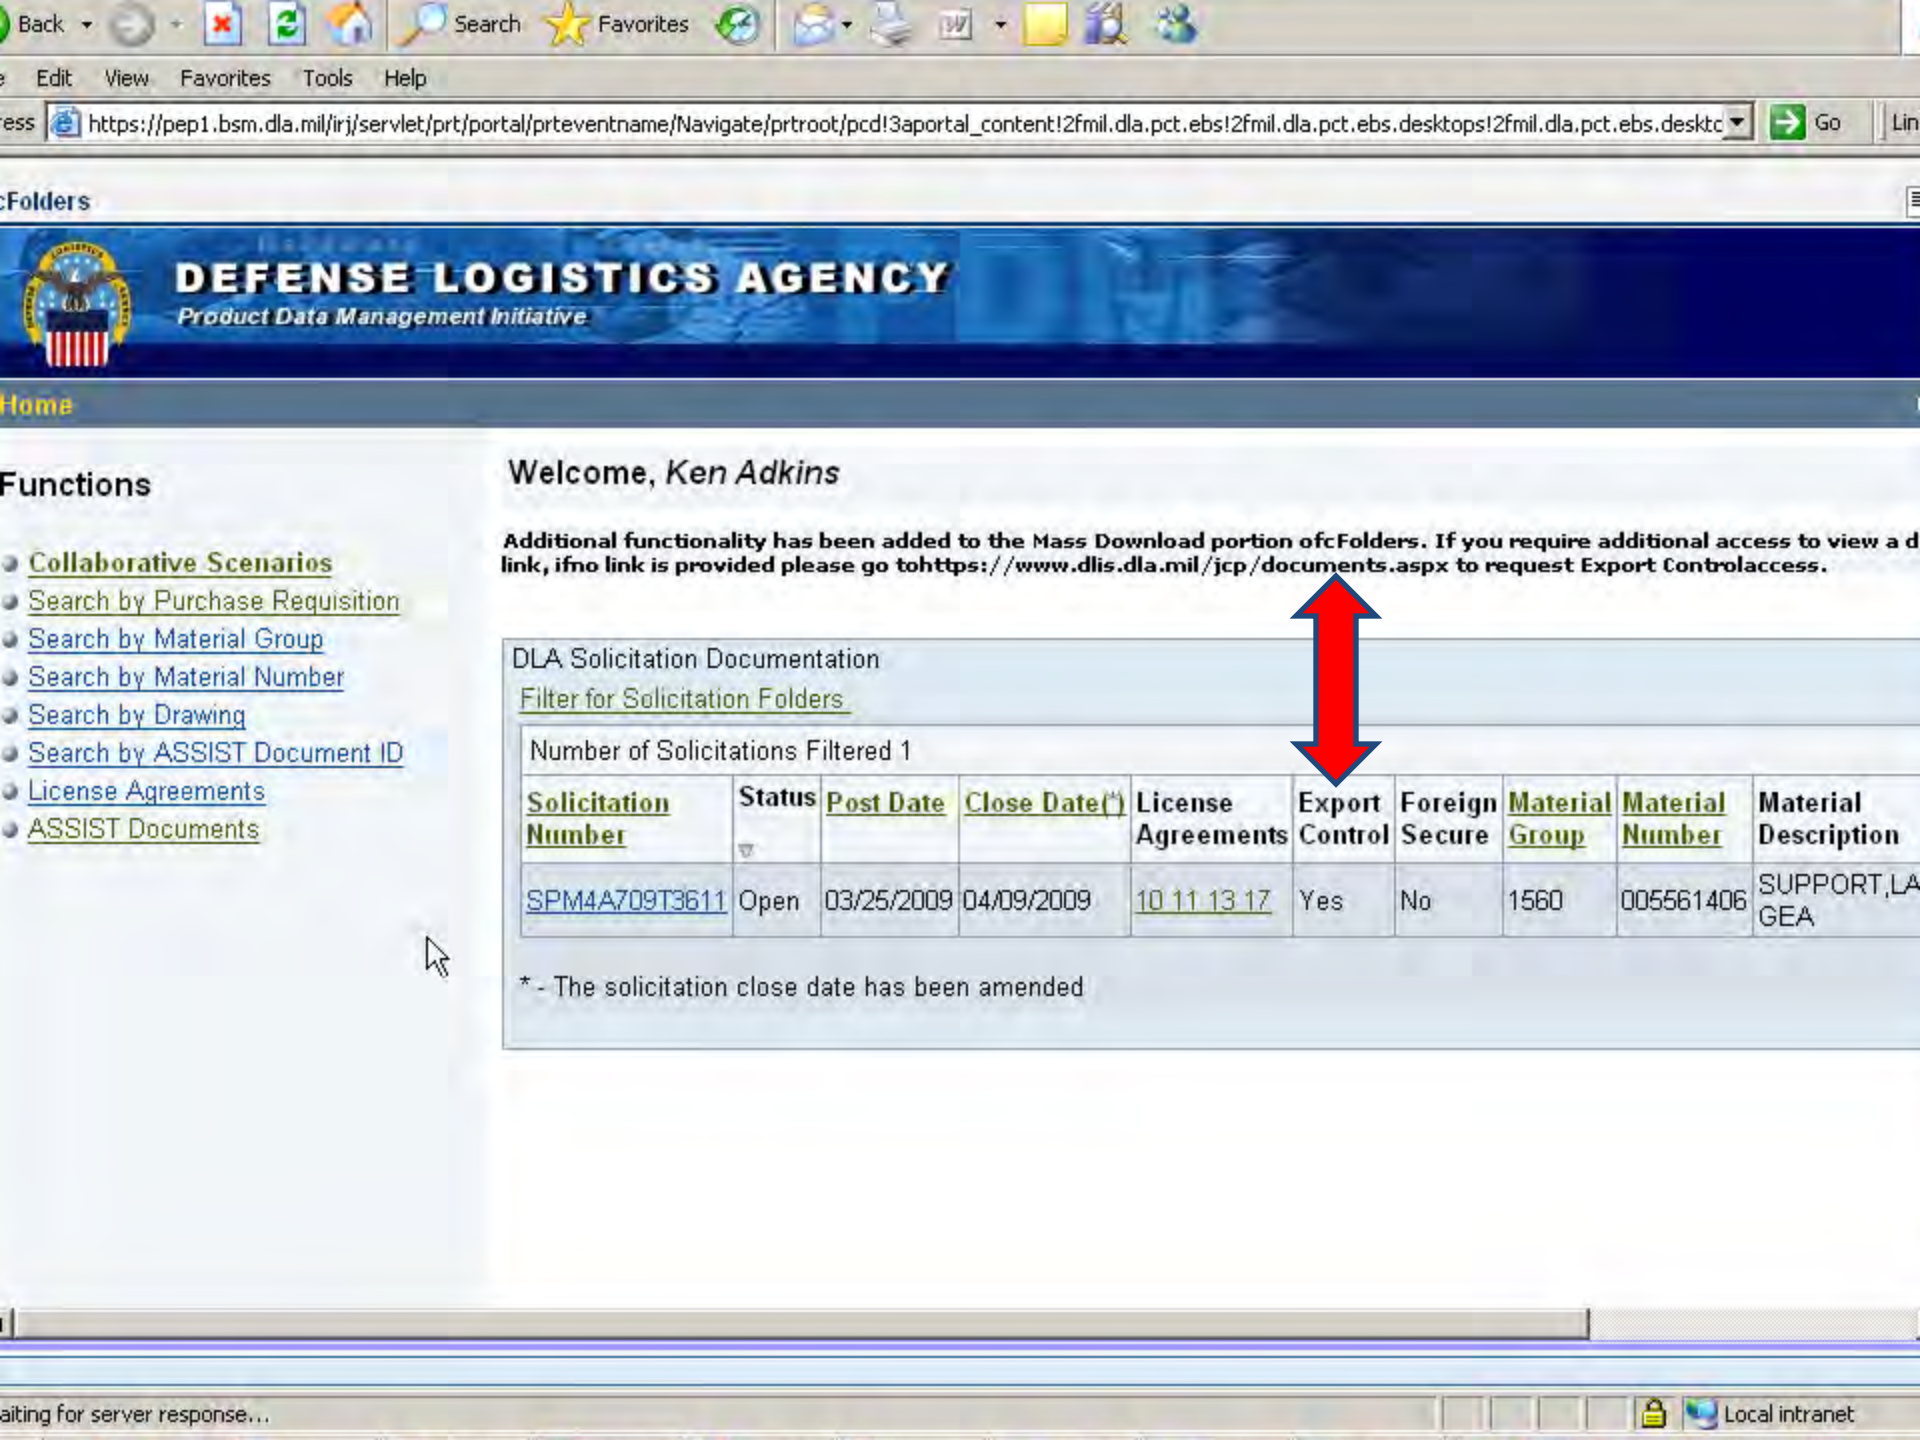 Back
Search
Favorites
Edit View Favorites Tools Help
https://pep1.bsm.dla.mil/irj/servlet/prt/portal/prteventname/Navigate/prtroot/pcd!3aportal_content!2fmil.dla.pct.ebs!2fmil.dla.pct.ebs.desktops!2fmil.dla.pct.ebs.desktc
Go
Lin
cFolders
DEFENSE LOGISTICS AGENCY
Product Data Management Initiative
Home
Functions
Collaborative Scenarios
Search by Purchase Requisition
Search by Material Group
Search by Material Number
Search by Drawing
Search by ASSIST Document ID
License Agreements
ASSIST Documents
Welcome, Ken Adkins
Additional functionality has been added to the Mass Download portion ofcFolders. If you require additional access to view a d
link, ifno link is provided please go tohttps://www.dlis.dla.mil/jcp/documents.aspx to request Export Controlaccess.
DLA Solicitation Documentation
Filter for Solicitation Folders
Number of Solicitations Filtered 1
Solicitation Number Status Post Date Close Date(*) License Agreements Export Control Foreign Secure Material Group Material Number Material Description
SPM4A709T3611 Open 03/25/2009 04/09/2009 10 11 13 17 Yes No 1560 005561406 SUPPORT,LA GEA
* - The solicitation close date has been amended
aiting for server response...
Local intranet